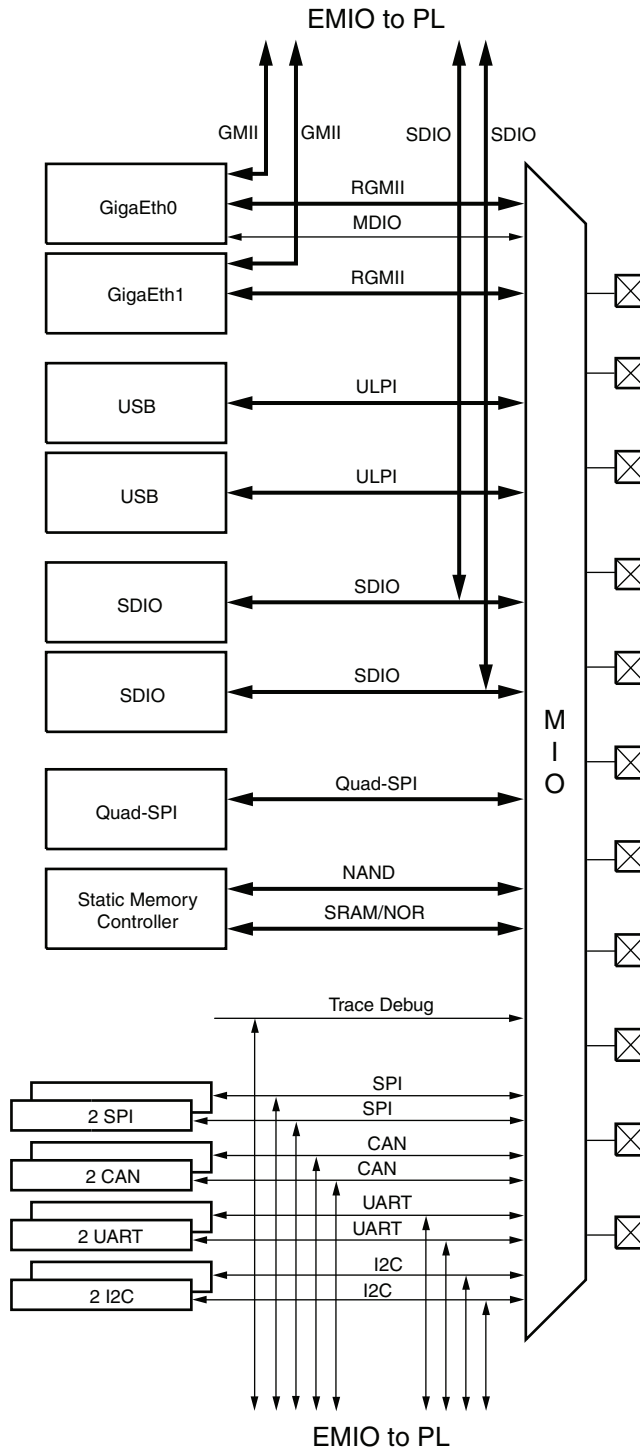 EMIO to PL
GMII
GMII
SDIO
SDIO
GigaEth0
RGMII
MDIO
GigaEth1
RGMII
USB
ULPI
USB
ULPI
SDIO
SDIO
SDIO
SDIO
M
I
O
Quad-SPI
Quad-SPI
Static Memory
Controller
NAND
SRAM/NOR
Trace Debug
SPI
2 SPI
SPI
CAN
2 CAN
CAN
UART
2 UART
UART
I2C
2 I2C
I2C
EMIO to PL